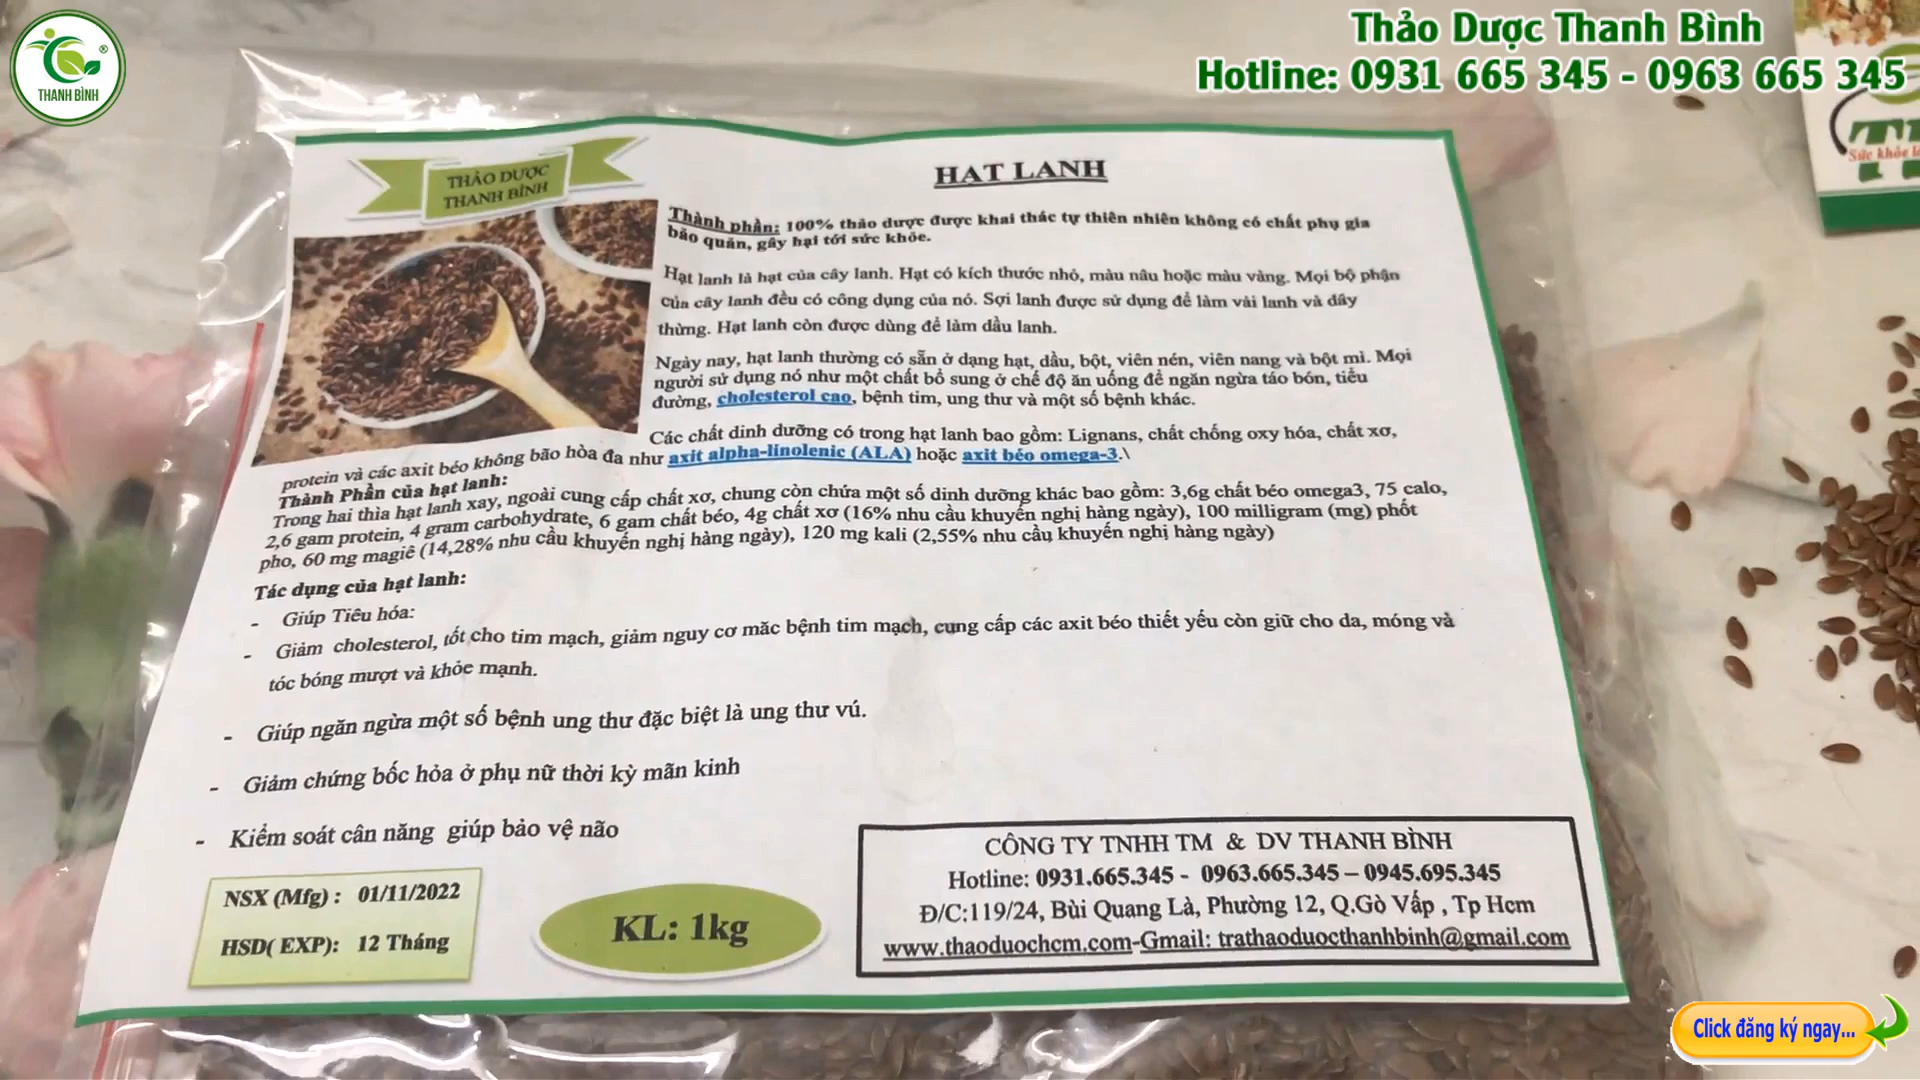 THANH BÌNH
®
Thảo Dược Thanh Bình
Hotline: 0931 665 345 - 0963 665 345
Sức khỏe
THẢO DƯỢC
THANH BÌNH
HẠT LANH
Thành phần: 100% thảo dược được khai thác tự thiên nhiên không có chất phụ gia
bảo quản, gây hại tới sức khỏe.
Hạt lanh là hạt của cây lanh. Hạt có kích thước nhỏ, màu nâu hoặc màu vàng. Mọi bộ phận
của cây lanh đều có công dụng của nó. Sợi lanh được sử dụng để làm vải lanh và dây
thừng. Hạt lanh còn được dùng để làm dầu lanh.
Ngày nay, hạt lanh thường có sẵn ở dạng hạt, dầu, bột, viên nén, viên nang và bột mì. Mọi
người sử dụng nó như một chất bổ sung ở chế độ ăn uống để ngăn ngừa táo bón, tiểu
đường, cholesterol cao, bệnh tim, ung thư và một số bệnh khác.
Các chất dinh dưỡng có trong hạt lanh bao gồm: Lignans, chất chống oxy hóa, chất xơ,
protein và các axit béo không bão hòa đa như axit alpha-linolenic (ALA) hoặc axit béo omega-3.\
Thành Phần của hạt lanh:
Trong hai thìa hạt lanh xay, ngoài cung cấp chất xơ, chung còn chứa một số dinh dưỡng khác bao gồm: 3,6g chất béo omega3, 75 calo,
2,6 gam protein, 4 gram carbohydrate, 6 gam chất béo, 4g chất xơ (16% nhu cầu khuyến nghị hàng ngày), 100 milligram (mg) phốt
pho, 60 mg magiê (14,28% nhu cầu khuyến nghị hàng ngày), 120 mg kali (2,55% nhu cầu khuyến nghị hàng ngày)
Tác dụng của hạt lanh:
- Giúp Tiêu hóa:
- Giảm cholesterol, tốt cho tim mạch, giảm nguy cơ mắc bệnh tim mạch, cung cấp các axit béo thiết yếu còn giữ cho da, móng và
tóc bóng mượt và khỏe mạnh.
- Giúp ngăn ngừa một số bệnh ung thư đặc biệt là ung thư vú.
- Giảm chứng bốc hỏa ở phụ nữ thời kỳ mãn kinh
- Kiểm soát cân năng giúp bảo vệ não
NSX (Mfg) : 01/11/2022
HSD( EXP): 12 Tháng
KL: 1kg
CÔNG TY TNHH TM & DV THANH BÌNH
Hotline: 0931.665.345 - 0963.665.345 – 0945.695.345
Đ/C:119/24, Bùi Quang Là, Phường 12, Q.Gò Vấp , Tp Hcm
www.thaoduochcm.com-Gmail: trathaoduocthanhbinh@gmail.com
Click đăng ký ngay...